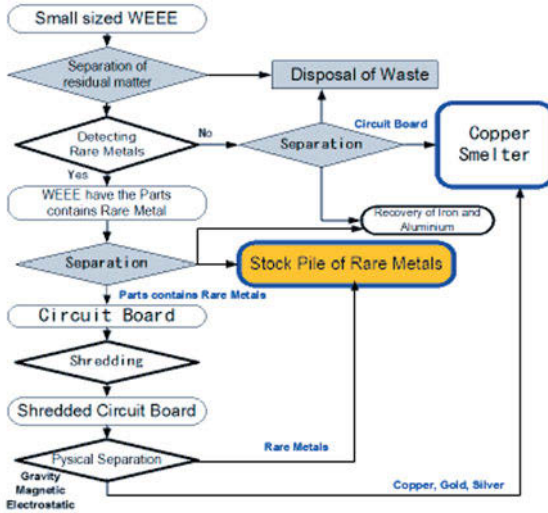 Small sized WEEE
Separation of
residual matter
Disposal of Waste
Detecting
Rare Metals
No
Yes
Separation
Circuit Board
Copper
Smelter
WEEE have the Parts
contains Rare Metal
Recovery of Iron and
Aluminium
Separation
Stock Pile of Rare Metals
Parts contains Rare Metals
Circuit Board
Shredding
Shredded Circuit Board
Pysical Separation
Rare Metals
Gravity
Magnetic
Electrostatic
Copper, Gold, Silver